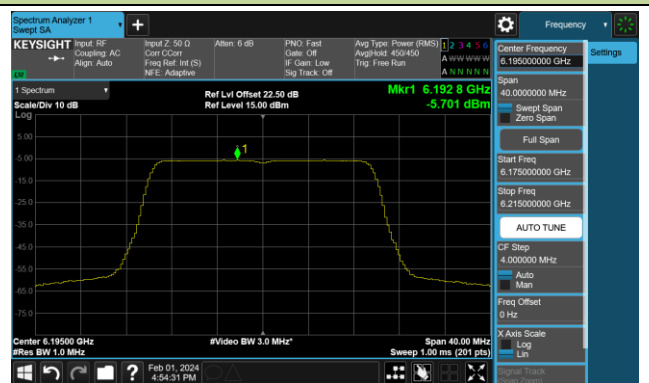 Spectrum Analyzer 1
Swept SA
Frequency
KEYSIGHT
Input: RF
Coupling: AC
Align: Auto
Input Z: 50 Ω
Corr CCorr
Freq Ref: Int (S)
NFE: Adaptive
Atten: 6 dB
PNO: Fast
Gate: Off
IF Gain: Low
Sig Track: Off
Avg Type: Power (RMS)
Avg|Hold: 450/450
Trig: Free Run
1 2 3 4 5 6
A WW WW W
A N N N N N
1 Spectrum
Scale/Div 10 dB
Log
Ref Lvl Offset 22.50 dB
Ref Level 15.00 dBm
Mkr1 6.192 8 GHz
-5.701 dBm
1
5.00
-5.00
-15.0
-25.0
-35.0
-45.0
-55.0
-65.0
-75.0
Center 6.19500 GHz
#Res BW 1.0 MHz
#Video BW 3.0 MHz*
Span 40.00 MHz
Sweep 1.00 ms (201 pts)
Center Frequency
6.195000000 GHz
Settings
Span
40.0000000 MHz
Swept Span
Zero Span
Full Span
Start Freq
6.175000000 GHz
Stop Freq
6.215000000 GHz
AUTO TUNE
CF Step
4.000000 MHz
Auto
Man
Freq Offset
0 Hz
X Axis Scale
Log
Lin
Signal Track
(Span Zoom)
Feb 01, 2024
4:54:31 PM